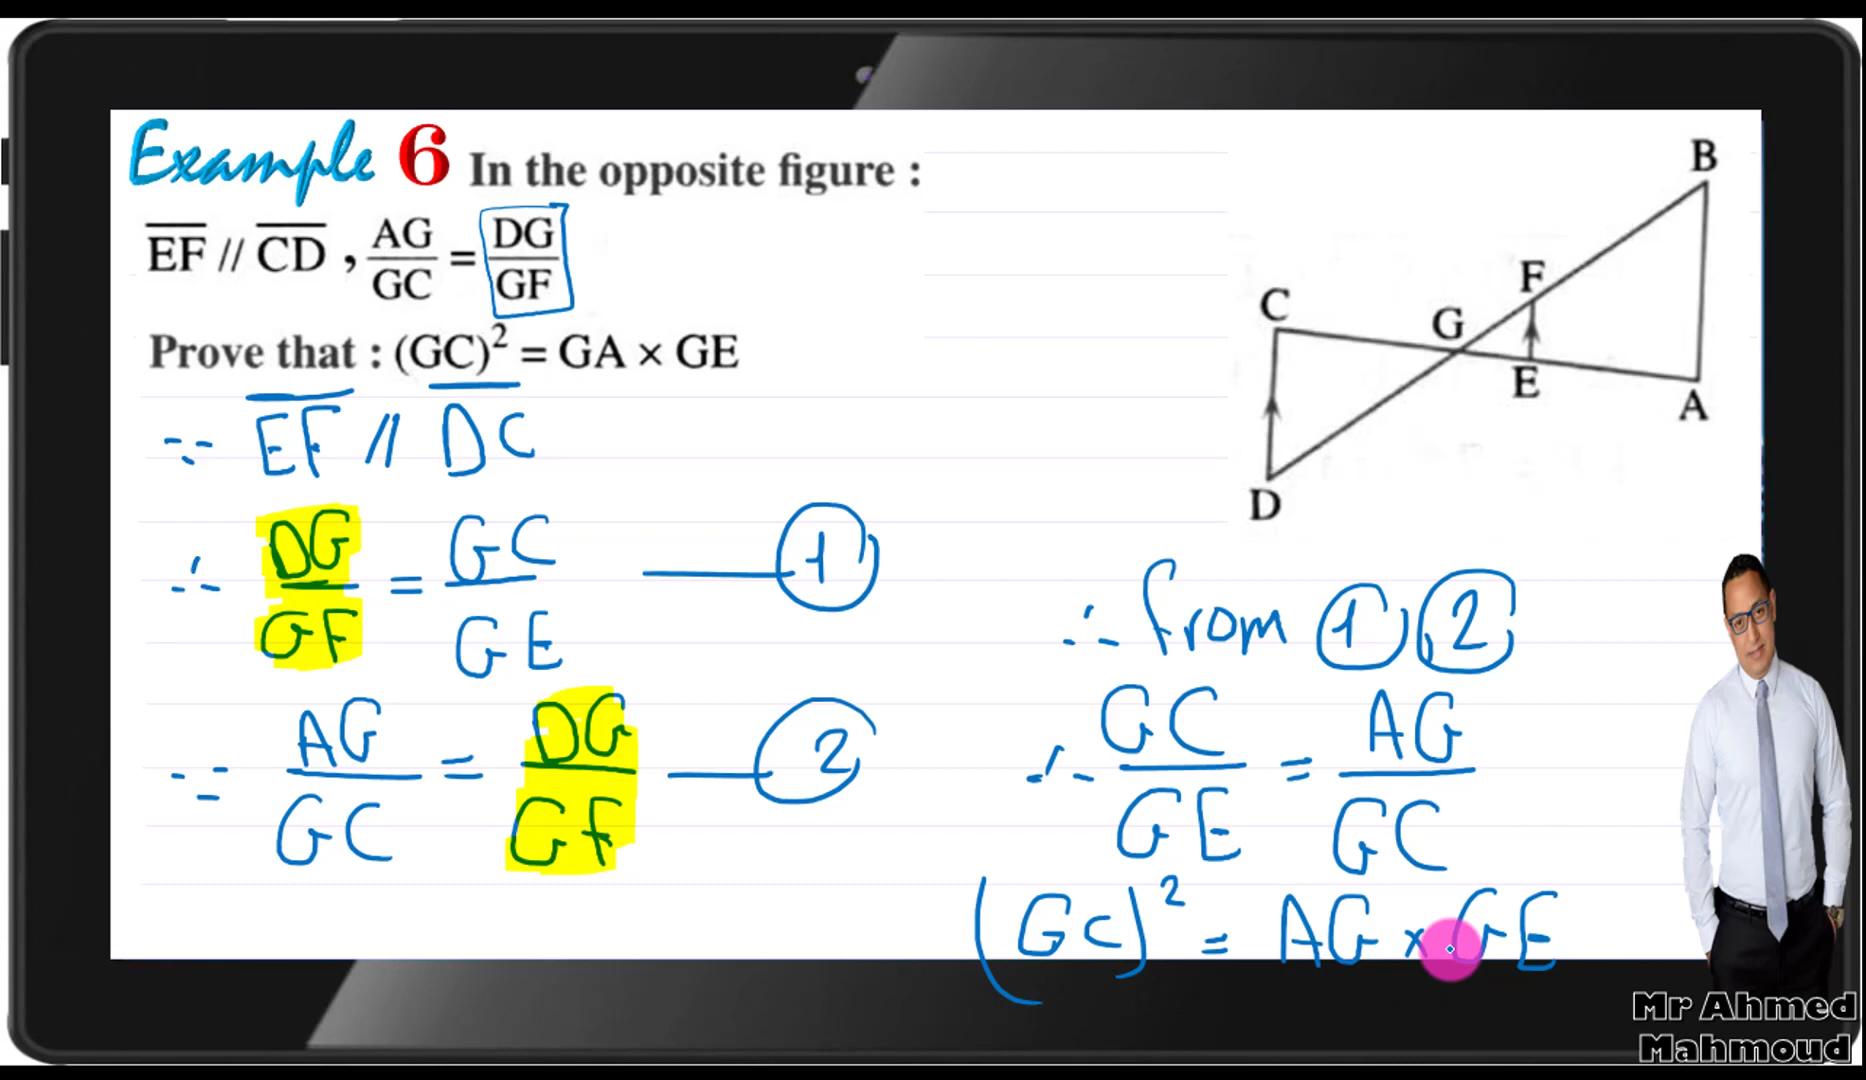 Example 6 In the opposite figure :
EF // CD , AG/GC = DG/GF
Prove that : (GC)² = GA × GE
B
F
C
G
E
A
D
∵ EF // DC
∴ DG/GF = GC/GE —— 1
∵ AG/GC = DG/GF —— 2
∴ from 1, 2
∴ GC/GE = AG/GC
(GC)² = AG × GE
Mr Ahmed
Mahmoud